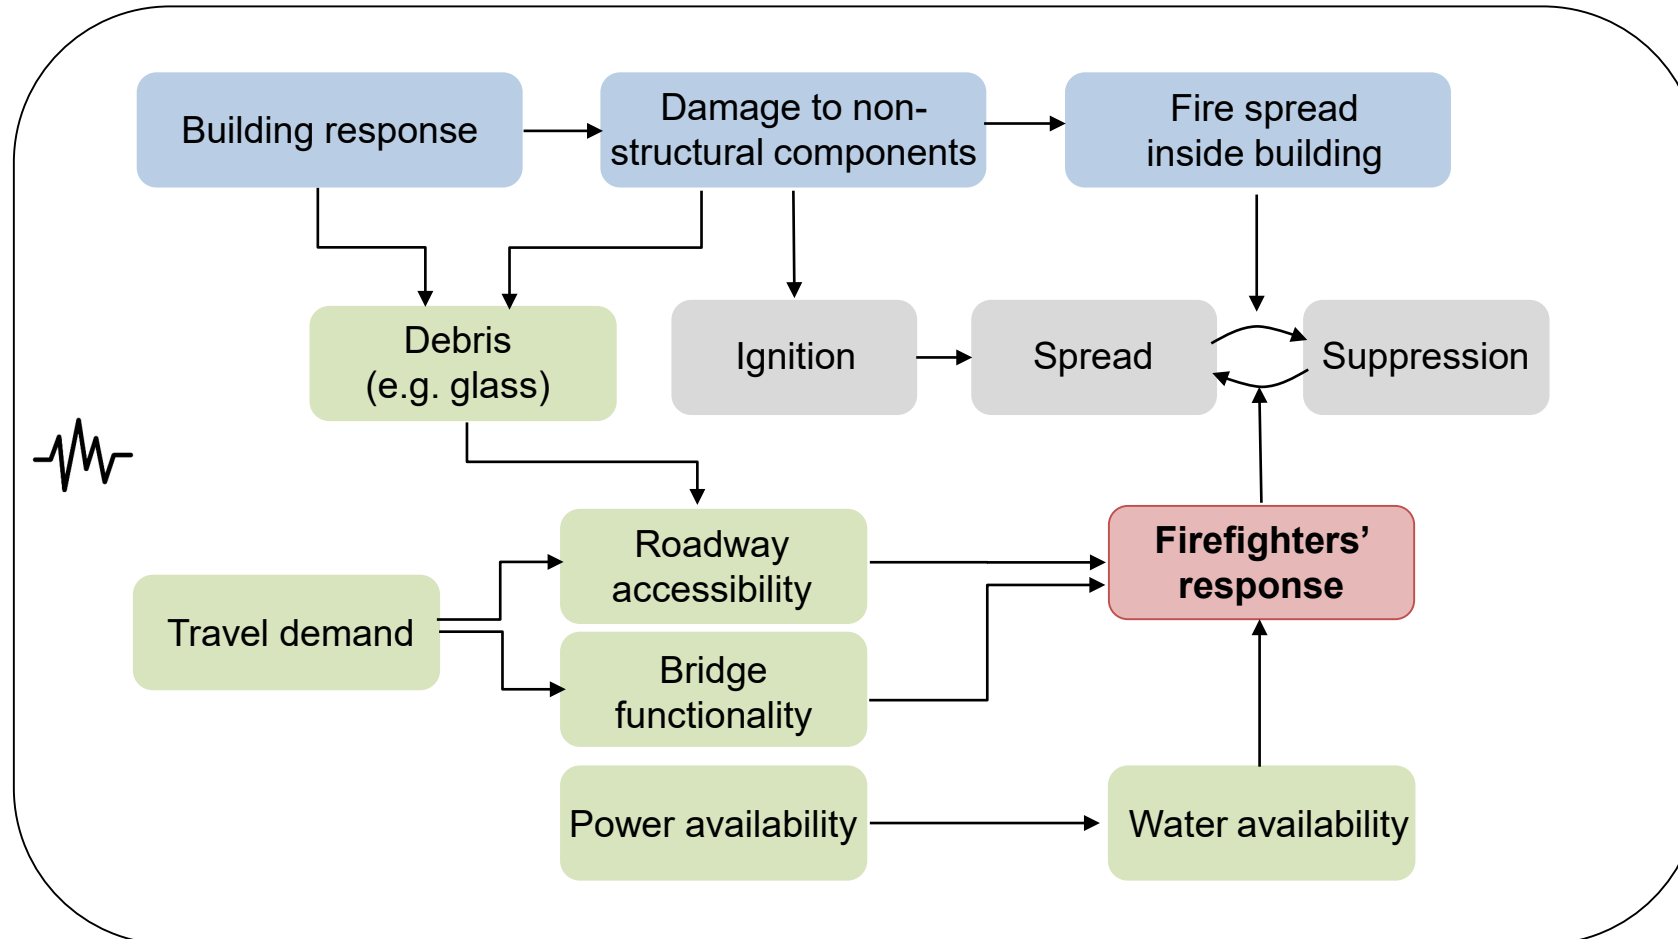 Building response
Damage to non-
structural components
Fire spread
inside building
Debris
(e.g. glass)
Ignition
Spread
Suppression
Roadway
accessibility
Firefighters’
response
Travel demand
Bridge
functionality
Power availability
Water availability